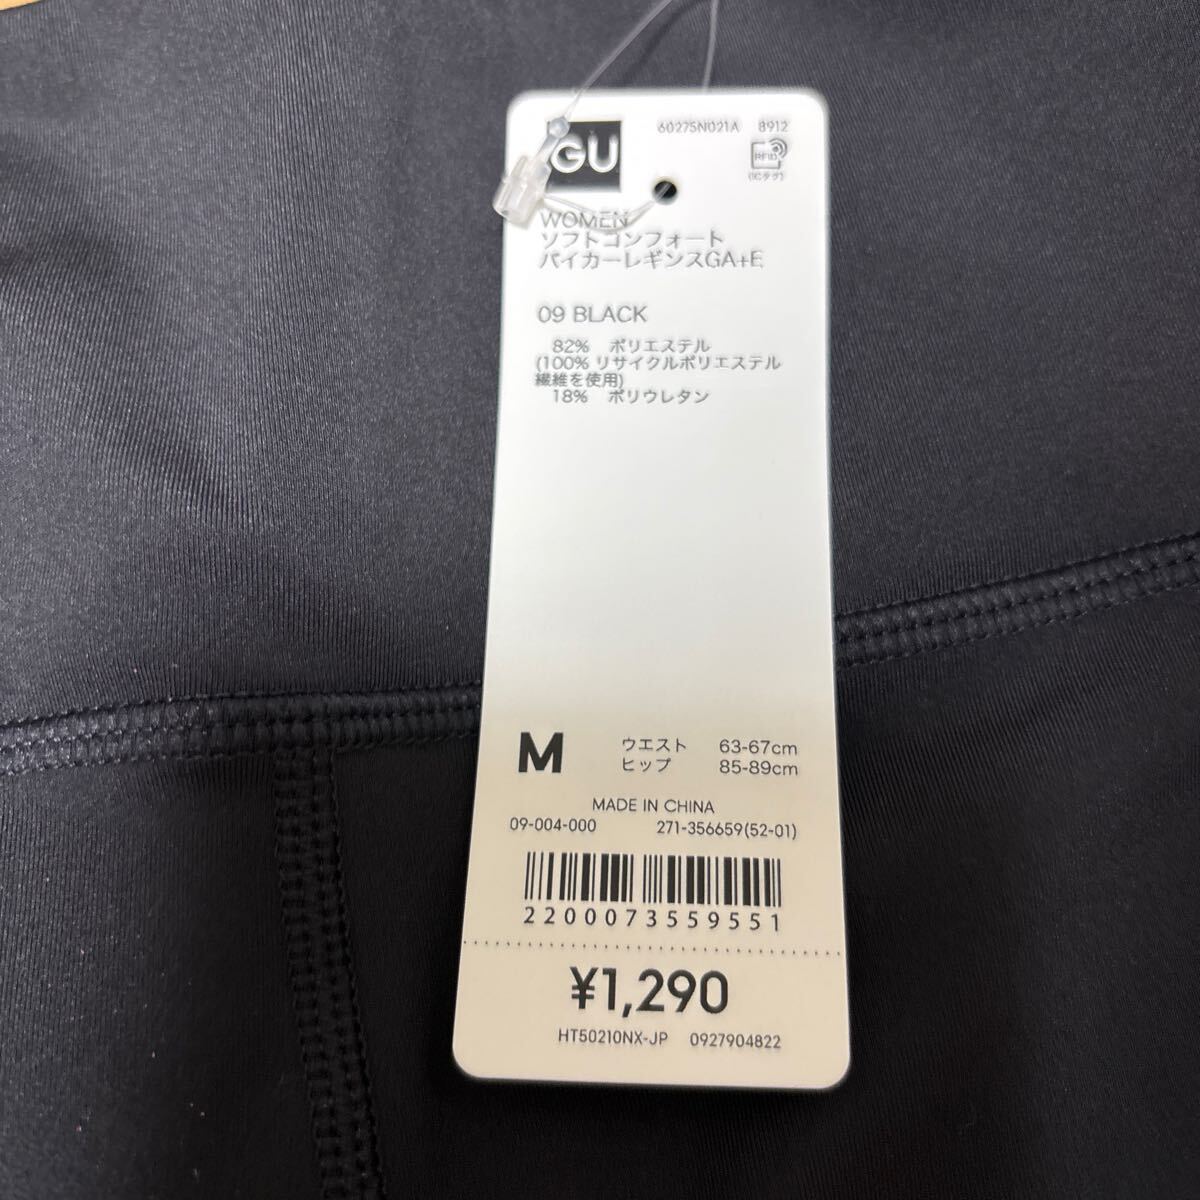 GU
60275N021A 8912
RFID
(ICタグ)
WOMEN
ソフトコンフォート
バイカーレギンスGA+E
09 BLACK
82% ポリエステル
(100% リサイクルポリエステル
繊維を使用)
18% ポリウレタン
M
ウエスト 63-67cm
ヒップ 85-89cm
MADE IN CHINA
09-004-000 271-356659(52-01)
2200073559551
¥1,290
HT50210NX-JP 0927904822